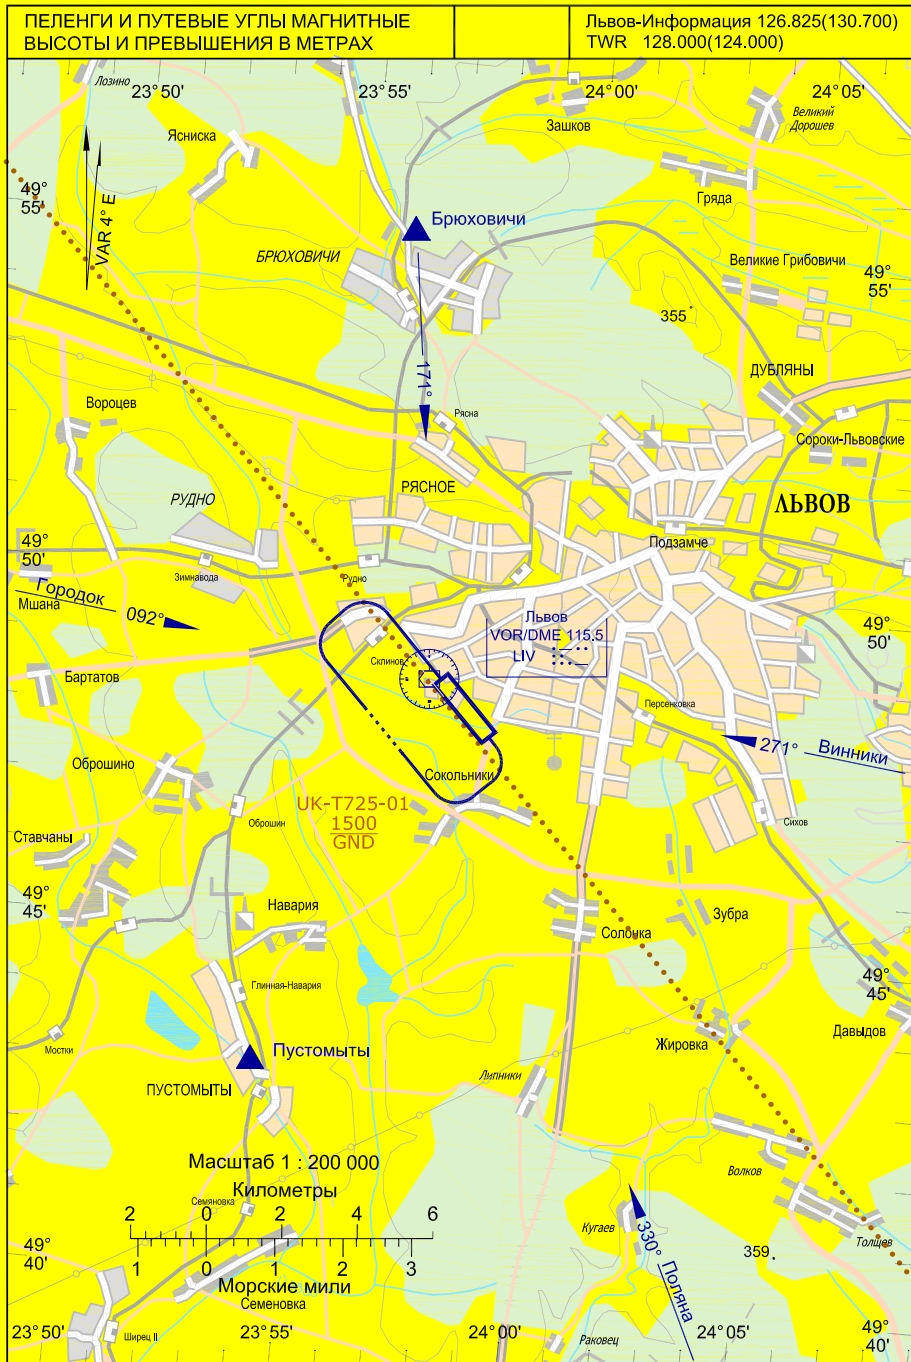 ПЕЛЕНГИ И ПУТЕВЫЕ УГЛЫ МАГНИТНЫЕ
ВЫСОТЫ И ПРЕВЫШЕНИЯ В МЕТРАХ
Львов-Информация 126.825(130.700)
TWR 128.000(124.000)
Лозино
23°50'
23°55'
24°00'
24°05'
Ясниска
Зашков
Великий
Дорошев
49°
55'
VAR 4° E
Гряда
Брюховичи
БРЮХОВИЧИ
Великие Грибовичи
49°
55'
355
171°
ДУБЛЯНЫ
Вороцев
Рясна
Сороки-Львовские
РЯСНОЕ
РУДНО
ЛЬВОВ
49°
50'
Подзамче
Зимнавода
Рудно
Городок
092°
Мшана
Львов
VOR/DME 115.5
LIV
49°
50'
Бартатов
Склинов
Персенковка
271°
Винники
Оброшино
Сокольники
UK-T725-01
1500
GND
Оброшин
Сихов
Ставчаны
49°
45'
Навария
Зубра
Солонка
49°
45'
Глинная-Навария
Давыдов
Мостки
Пустомыты
Жировка
ПУСТОМЫТЫ
Липники
Масштаб 1 : 200 000
Километры
Волков
Семяновка
2 0 2 4 6
Кугаев
330°
Поляна
Толщев
49°
40'
359
1 0 1 2 3
Морские мили
Семеновка
23°50'
Ширец II
23°55'
24°00'
Раковец
24°05'
49°
40'